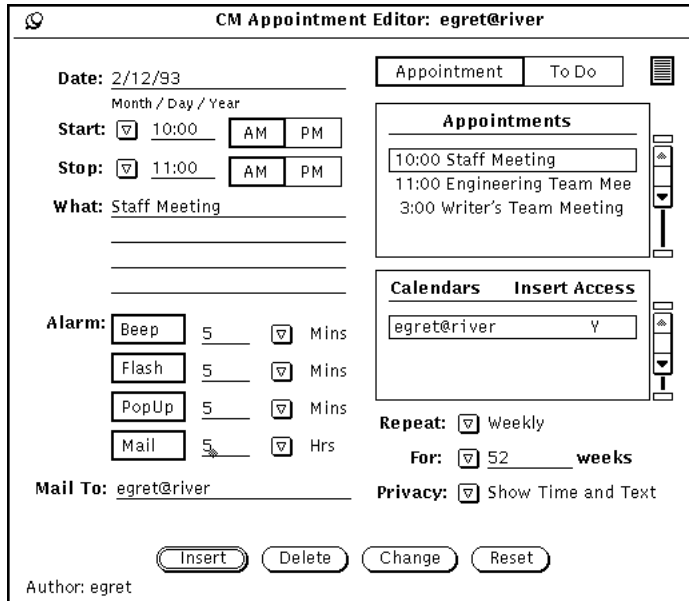 CM Appointment Editor: egret@river
Date: 2/12/93
Month / Day / Year
Start: 10:00 AM PM
Stop: 11:00 AM PM
What: Staff Meeting
Alarm: Beep 5 Mins
Flash 5 Mins
PopUp 5 Mins
Mail 5 Hrs
Mail To: egret@river
Appointment To Do
Appointments
10:00 Staff Meeting
11:00 Engineering Team Mee
3:00 Writer's Team Meeting
Calendars Insert Access
egret@river Y
Repeat: Weekly
For: 52 weeks
Privacy: Show Time and Text
Insert Delete Change Reset
Author: egret